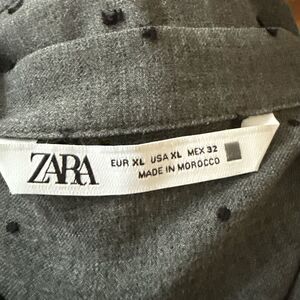 ZARA
EUR XL USA XL MEX 32
MADE IN MOROCCO